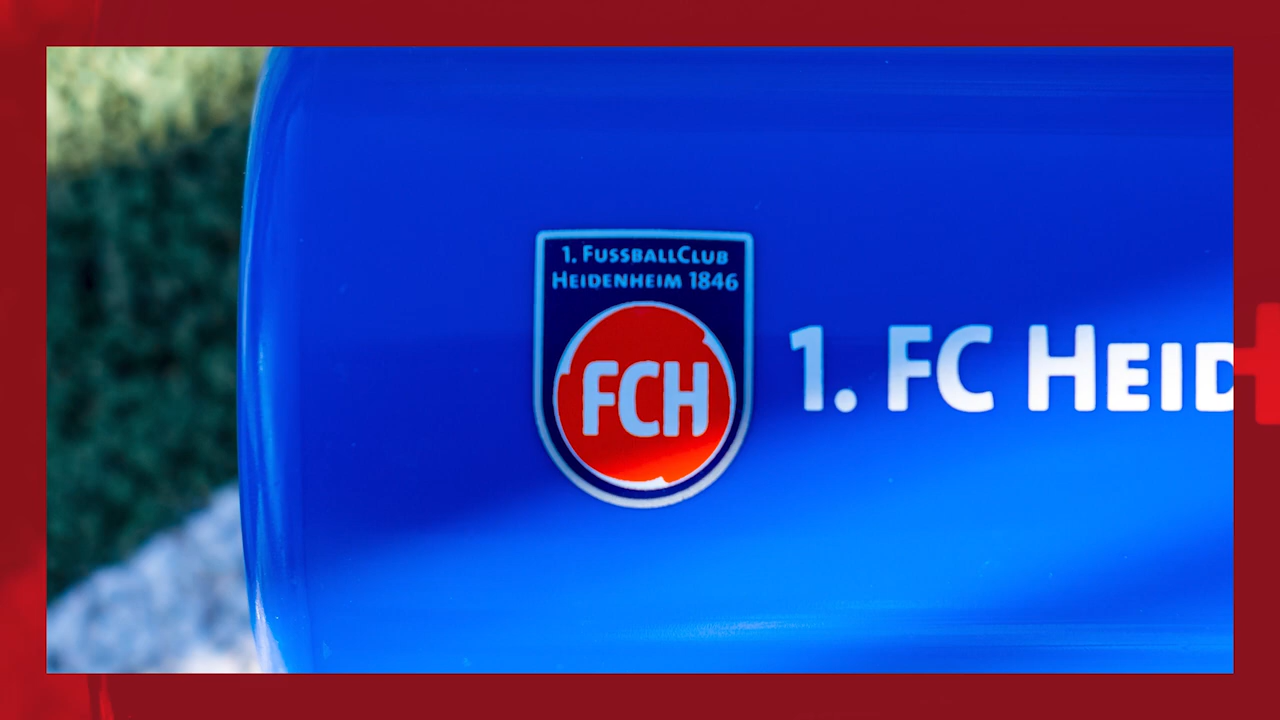 1. FUSSBALLCLUB
HEIDENHEIM 1846
FCH
1. FC HEID